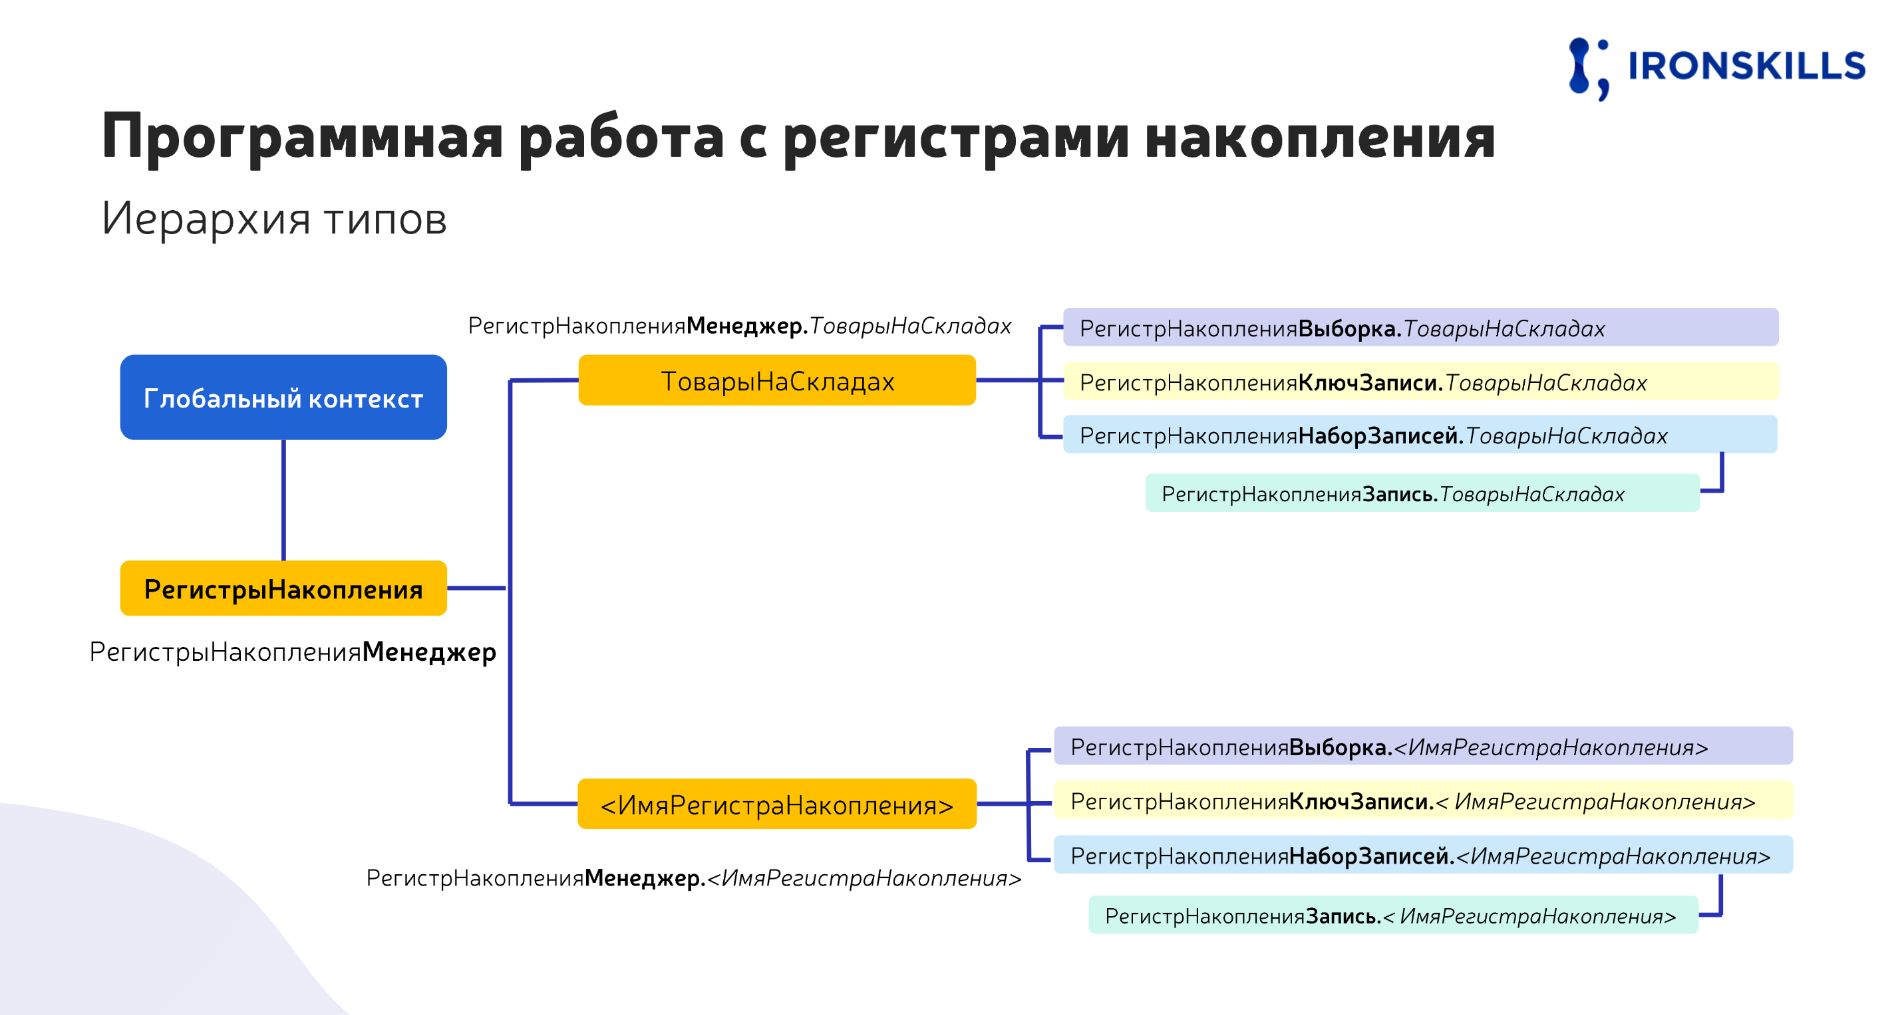 IRONSKILLS
Программная работа с регистрами накопления
Иерархия типов
Глобальный контекст
РегистрыНакопления
РегистрыНакопленияМенеджер
РегистрНакопленияМенеджер.ТоварыНаСкладах
ТоварыНаСкладах
РегистрНакопленияВыборка.ТоварыНаСкладах
РегистрНакопленияКлючЗаписи.ТоварыНаСкладах
РегистрНакопленияНаборЗаписей.ТоварыНаСкладах
РегистрНакопленияЗапись.ТоварыНаСкладах
<ИмяРегистраНакопления>
РегистрНакопленияМенеджер.<ИмяРегистраНакопления>
РегистрНакопленияВыборка.<ИмяРегистраНакопления>
РегистрНакопленияКлючЗаписи.< ИмяРегистраНакопления>
РегистрНакопленияНаборЗаписей.<ИмяРегистраНакопления>
РегистрНакопленияЗапись.< ИмяРегистраНакопления>